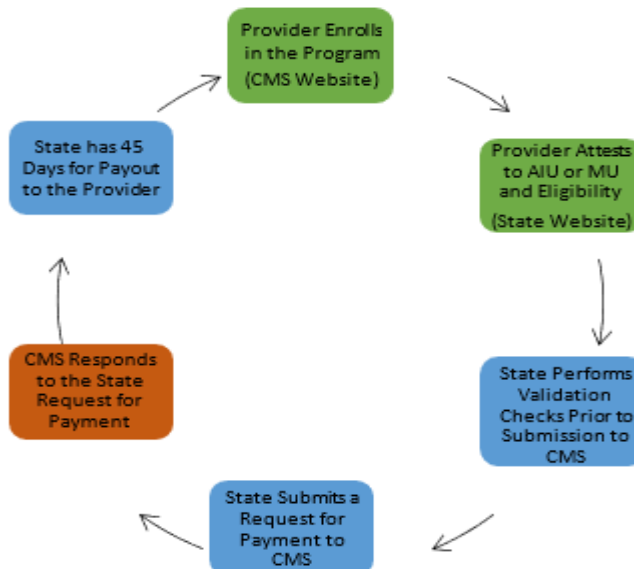 Provider Enrolls
in the Program
(CMS Website)
Provider Attests
to AIU or MU
and Eligibility
(State Website)
State Performs
Validation
Checks Prior to
Submission to
CMS
State Submits a
Request for
Payment to
CMS
CMS Responds
to the State
Request for
Payment
State has 45
Days for Payout
to the Provider